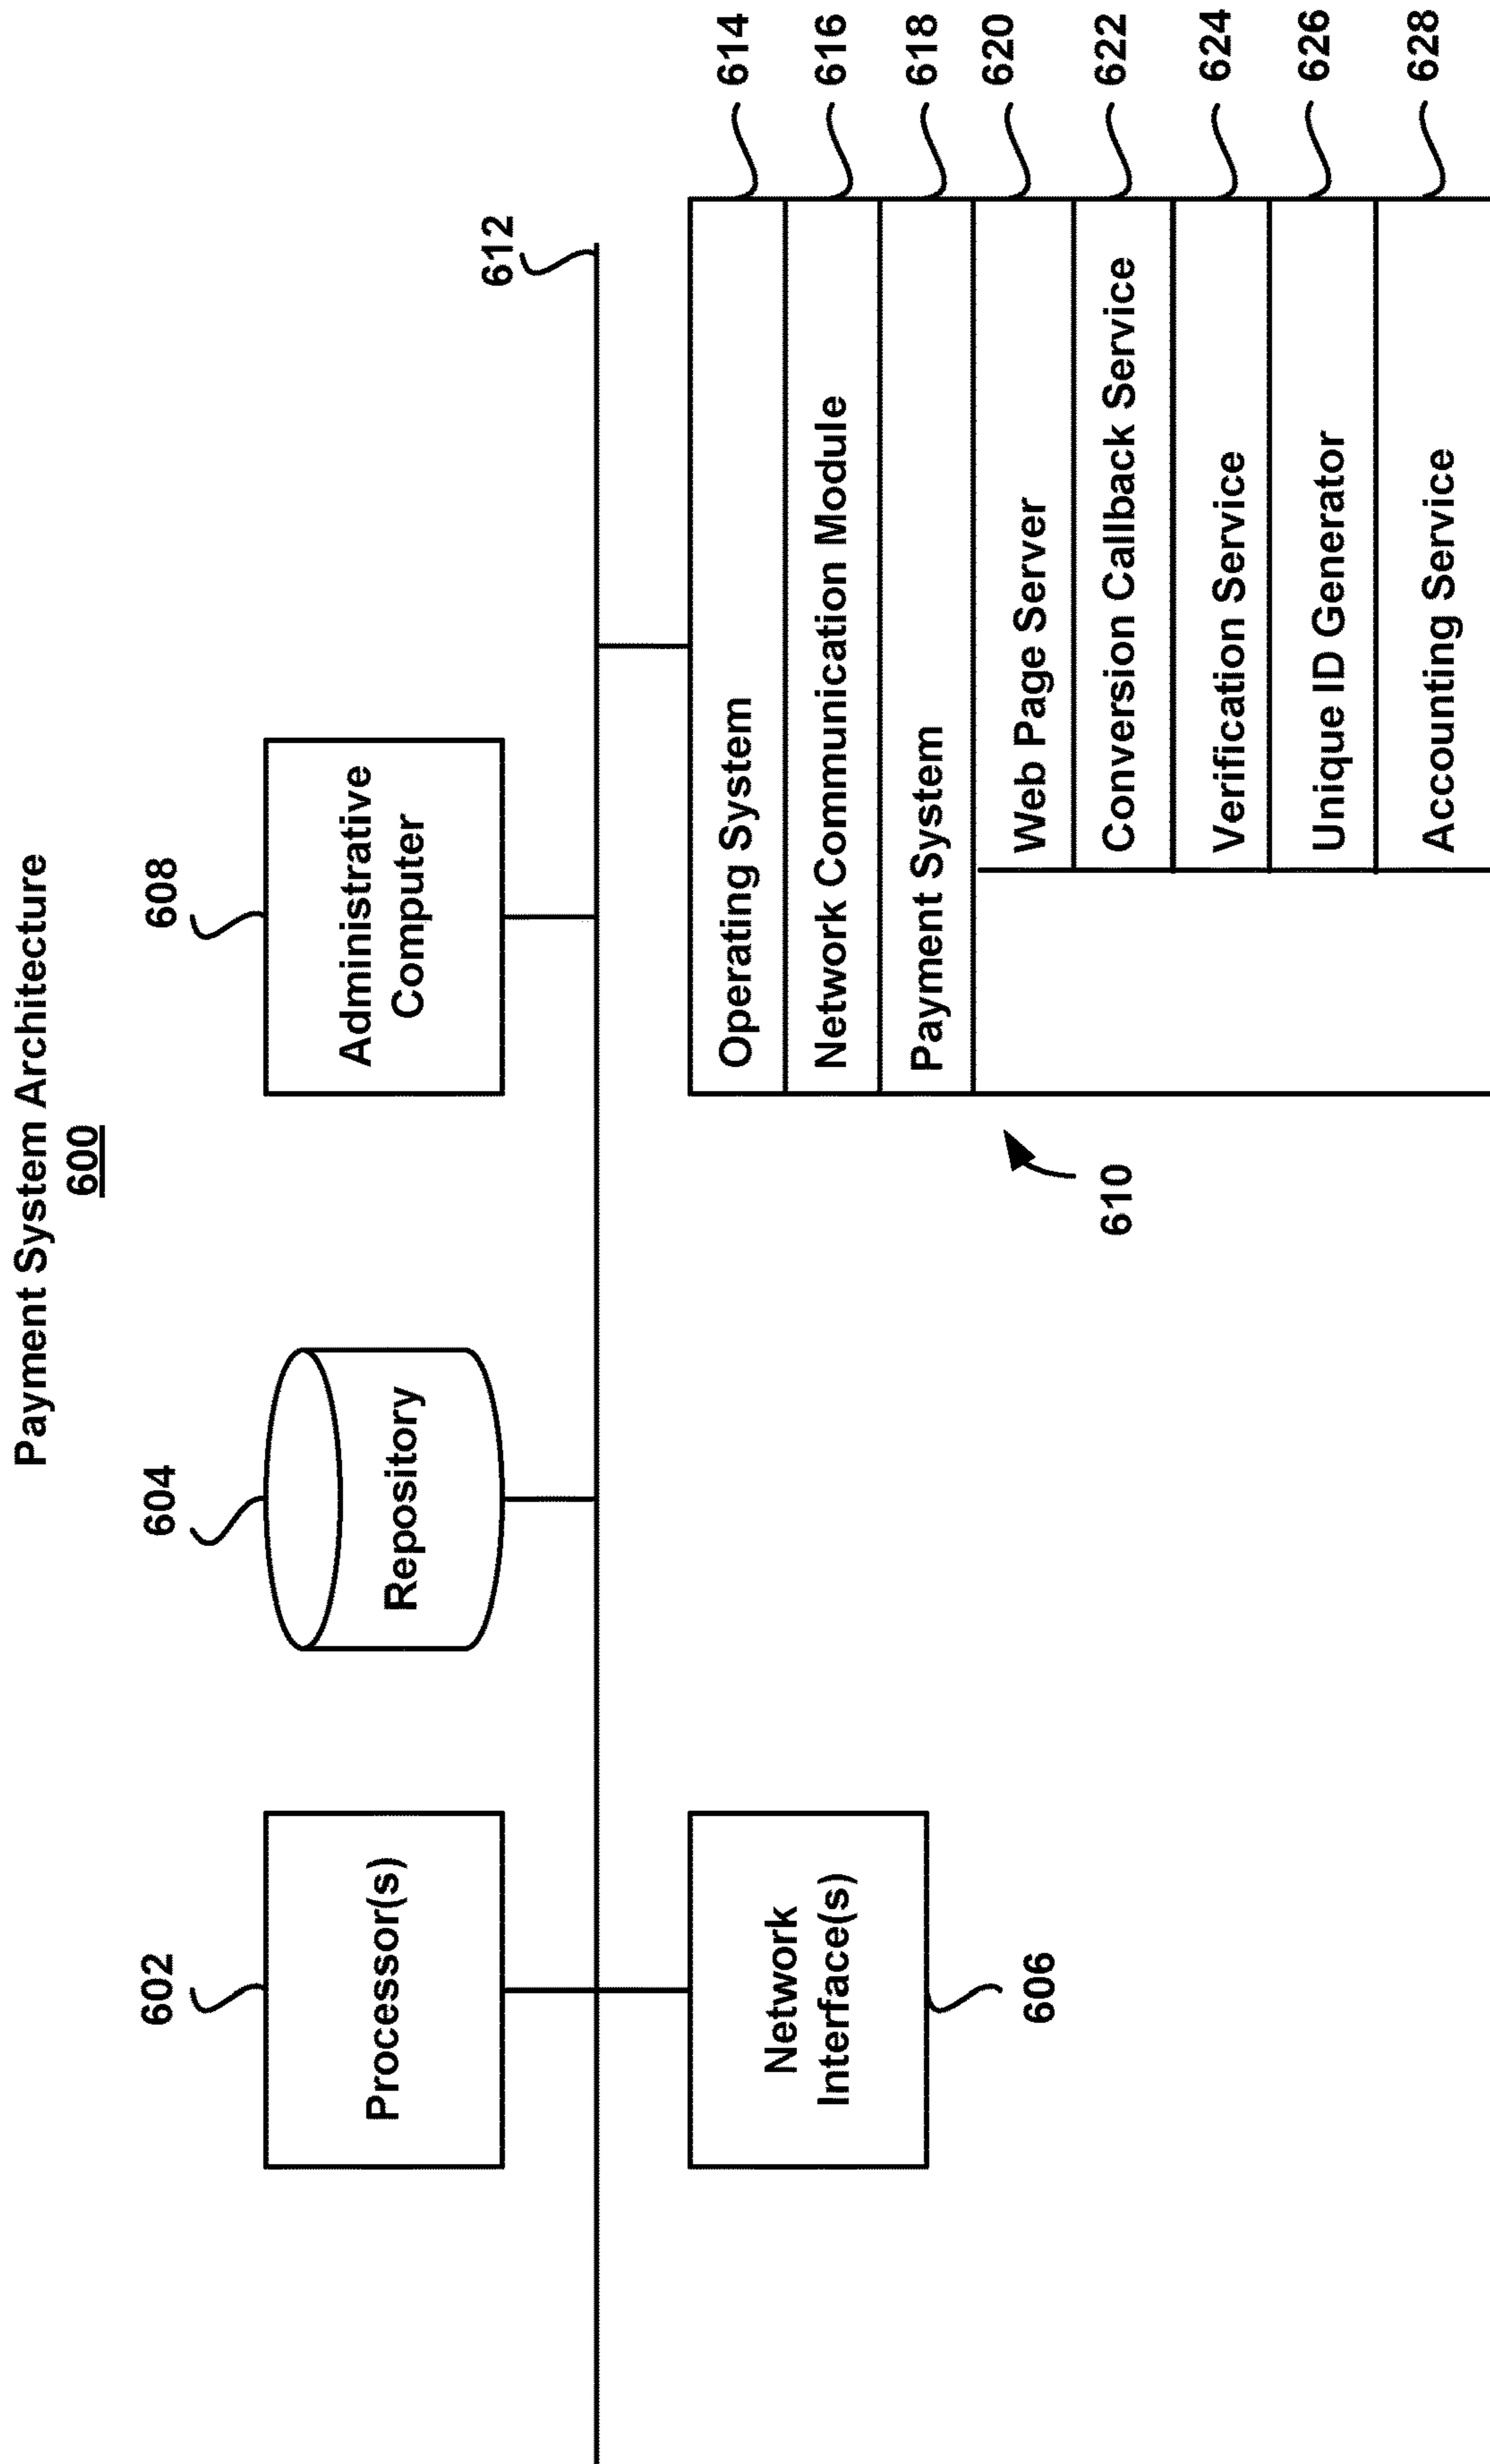 Payment System Architecture
600
602
604
608
Processor(s)
Repository
Administrative
Computer
612
Network
Interface(s)
606
610
Operating System
614
Network Communication Module
616
Payment System
618
Web Page Server
620
Conversion Callback Service
622
Verification Service
624
Unique ID Generator
626
Accounting Service
628